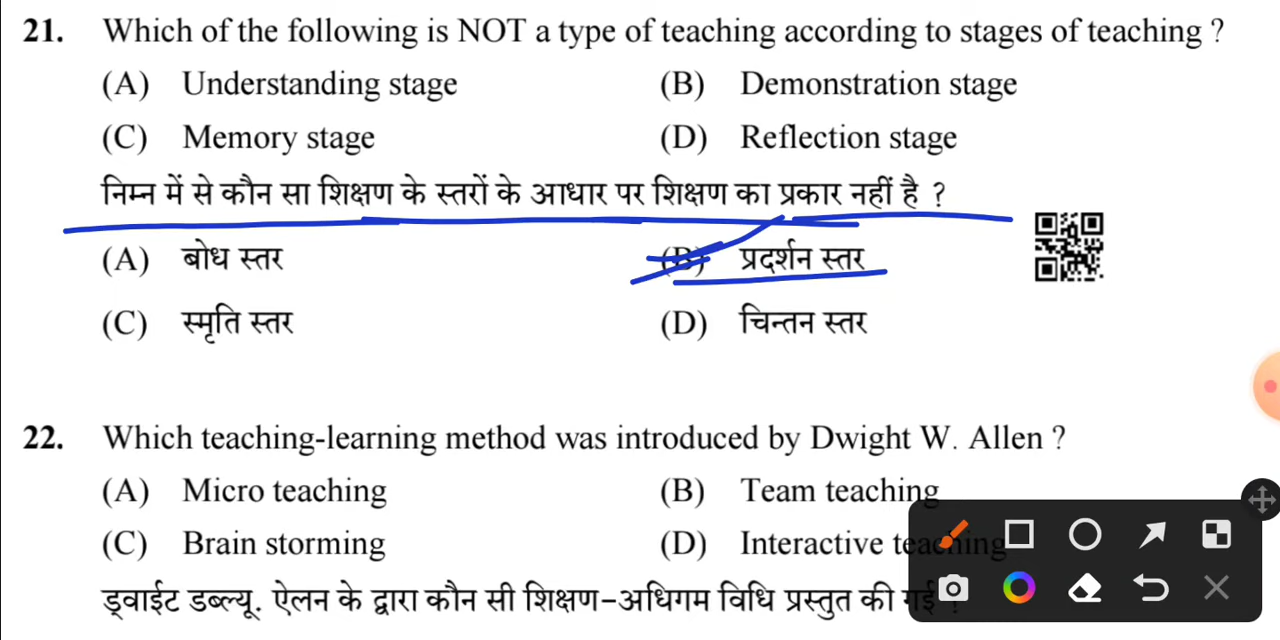 21. Which of the following is NOT a type of teaching according to stages of teaching ?
(A) Understanding stage (B) Demonstration stage
(C) Memory stage (D) Reflection stage
निम्न में से कौन सा शिक्षण के स्तरों के आधार पर शिक्षण का प्रकार नहीं है ?
(A) बोध स्तर (B) प्रदर्शन स्तर
(C) स्मृति स्तर (D) चिन्तन स्तर
22. Which teaching-learning method was introduced by Dwight W. Allen ?
(A) Micro teaching (B) Team teaching
(C) Brain storming (D) Interactive teaching
ड्वाईट डब्ल्यू. ऐलन के द्वारा कौन सी शिक्षण-अधिगम विधि प्रस्तुत की गई ?